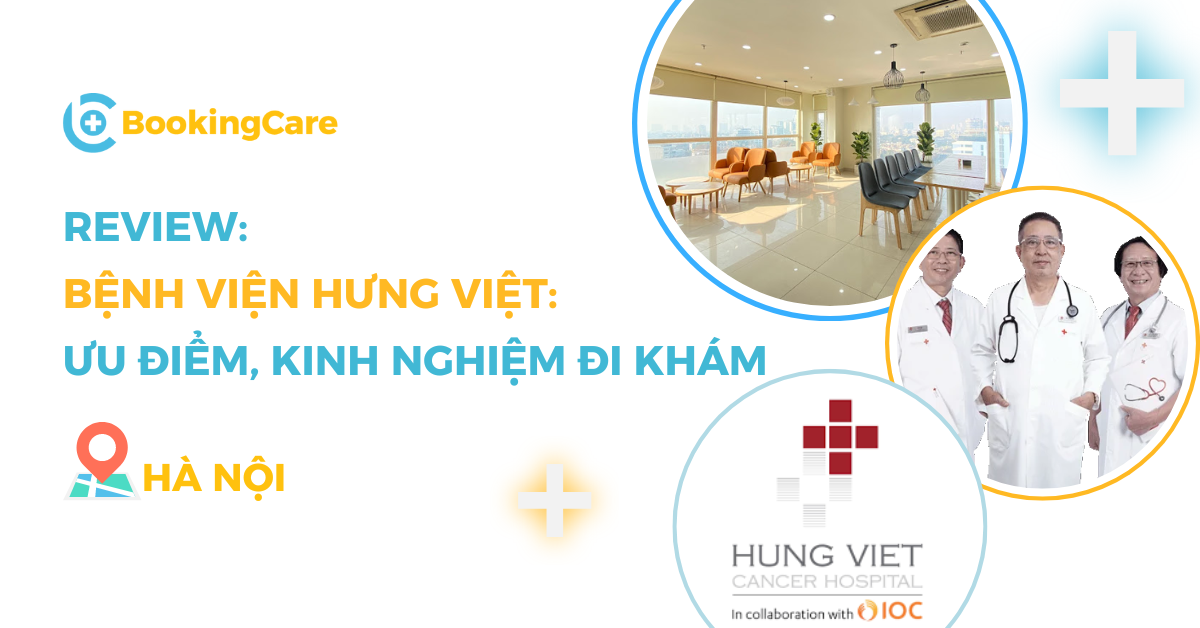 BookingCare
REVIEW:
BỆNH VIỆN HƯNG VIỆT:
ƯU ĐIỂM, KINH NGHIỆM ĐI KHÁM
HÀ NỘI
HUNG VIET
CANCER HOSPITAL
In collaboration with IOC